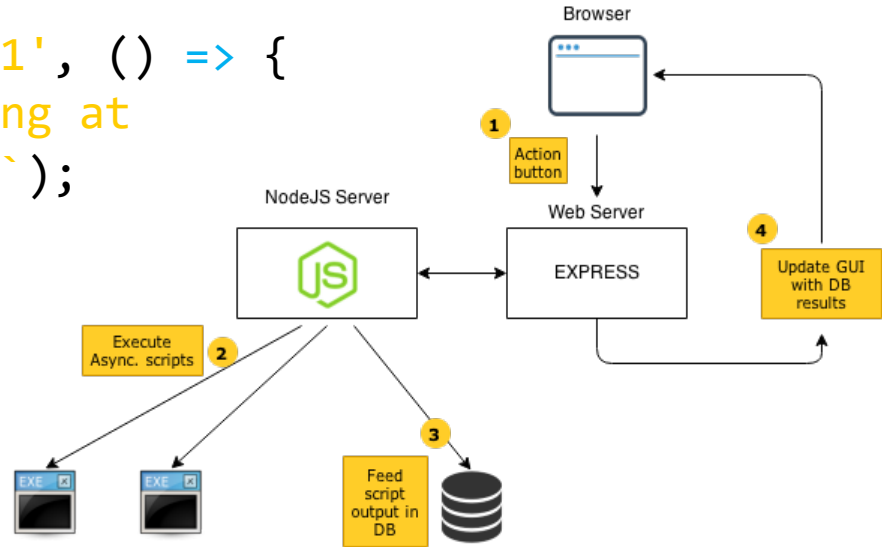 1', () => {
ng at
`);
Browser
1
Action
button
NodeJS Server
Web Server
4
JS
EXPRESS
Update GUI
with DB
results
Execute
Async. scripts
2
3
EXE
EXE
Feed
script
output in
DB